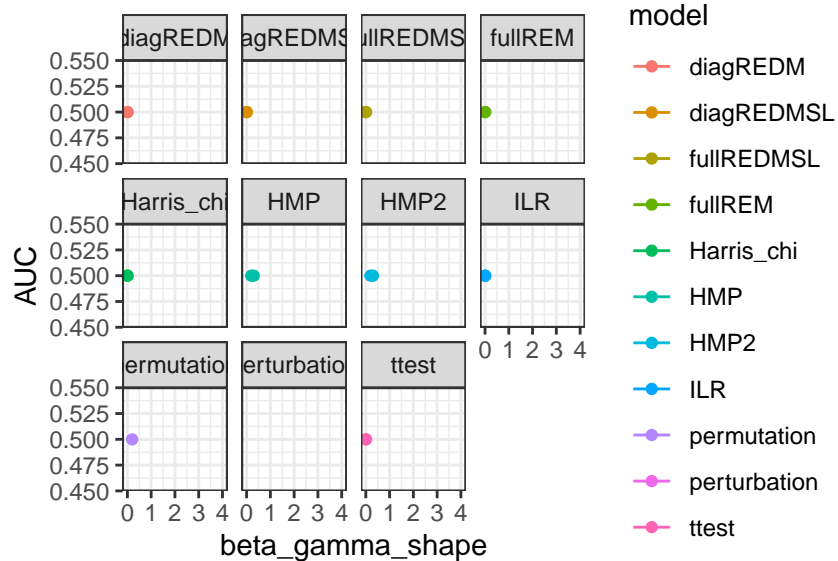 model
diagREDM agREDMS ullREDMS fullREM
0.550
0.525
0.500
0.475
0.450
Harris_chi HMP HMP2 ILR
0.550
0.525
0.500
0.475
0.450
0 1 2 3 4
ermutation erturbation ttest
0.550
0.525
0.500
0.475
0.450
0 1 2 3 4 0 1 2 3 4 0 1 2 3 4
AUC
beta_gamma_shape
diagREDM
diagREDMSL
fullREDMSL
fullREM
Harris_chi
HMP
HMP2
ILR
permutation
perturbation
ttest